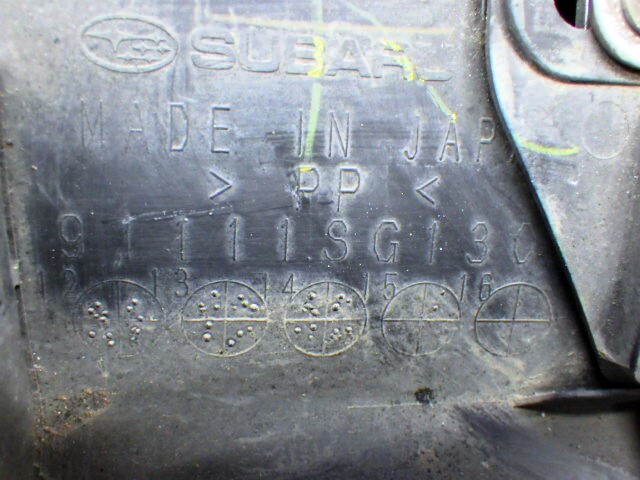 SUBARU
MADE IN JAPAN
> PP <
91111SG130
12 13 14 15 16